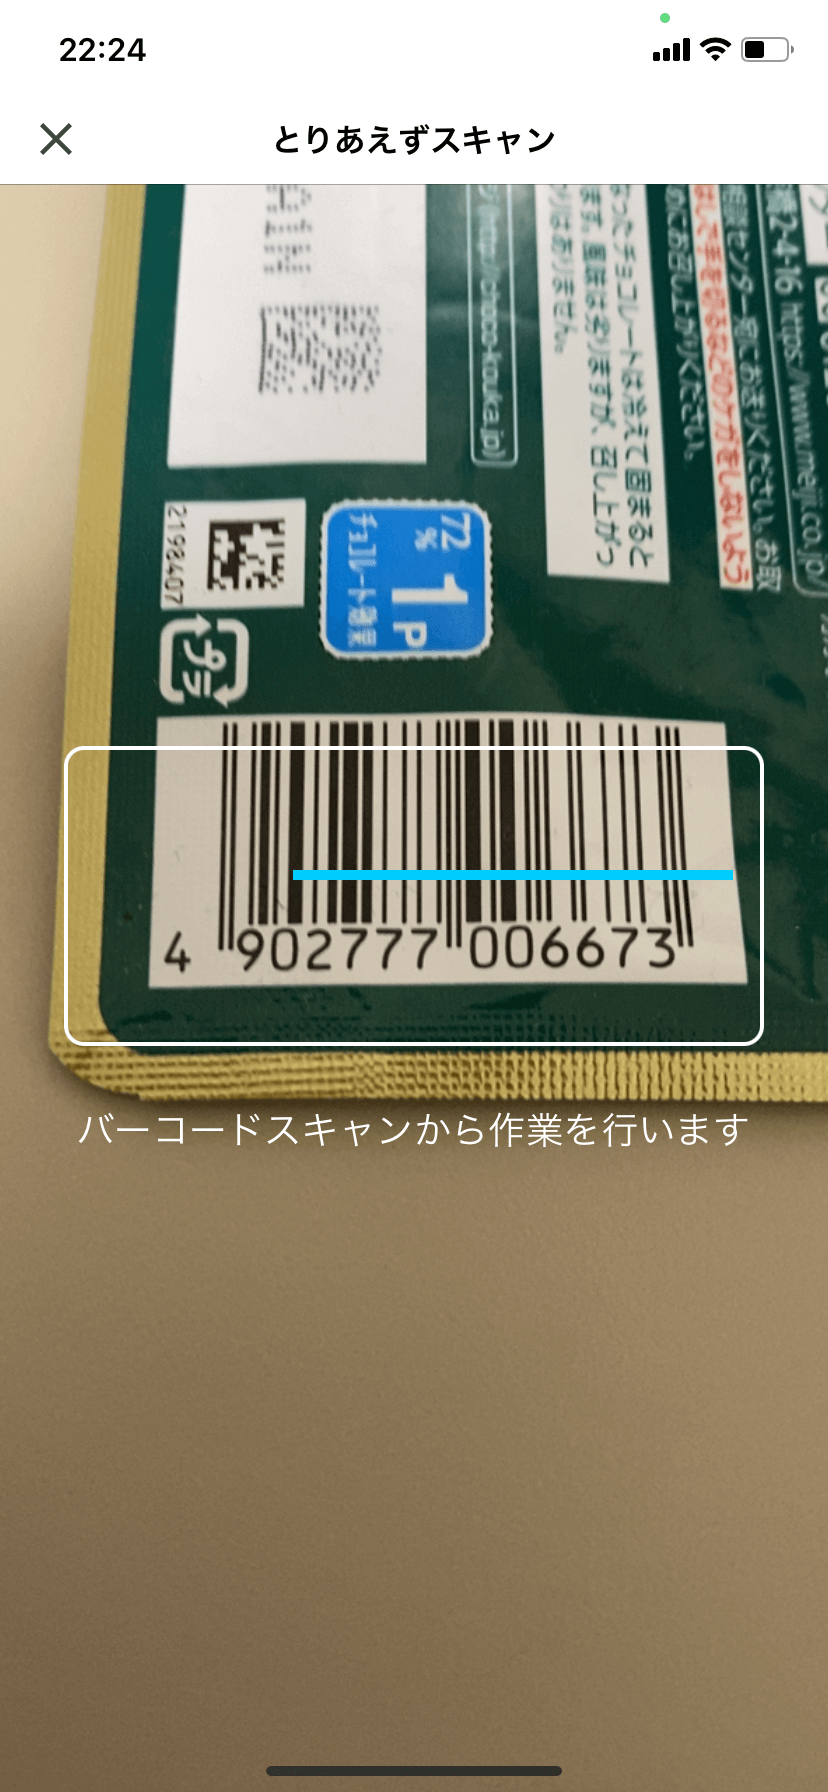 22:24
とりあえずスキャン
(http://choco-kouka.jp)
なったチョコレートは冷えて固まると
ます。風味は劣りますが、召し上がっ
りはありません。
めにお召し上がりください。
はしで手を切るなどのケガをしないよう
相談センター宛にお送りください。お取
橋2-4-16 https://www.meiji.co.jp/
2198407
72%
チョコレート効果
1P
プラ
4 902777 006673
バーコードスキャンから作業を行います